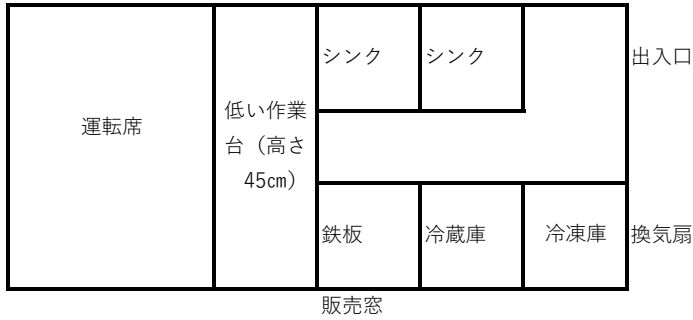 運転席
低い作業
台（高さ
45㎝）
シンク
シンク
出入口
鉄板
冷蔵庫
冷凍庫
換気扇
販売窓